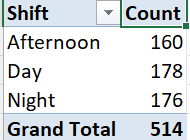 Shift Count
Afternoon 160
Day 178
Night 176
Grand Total 514